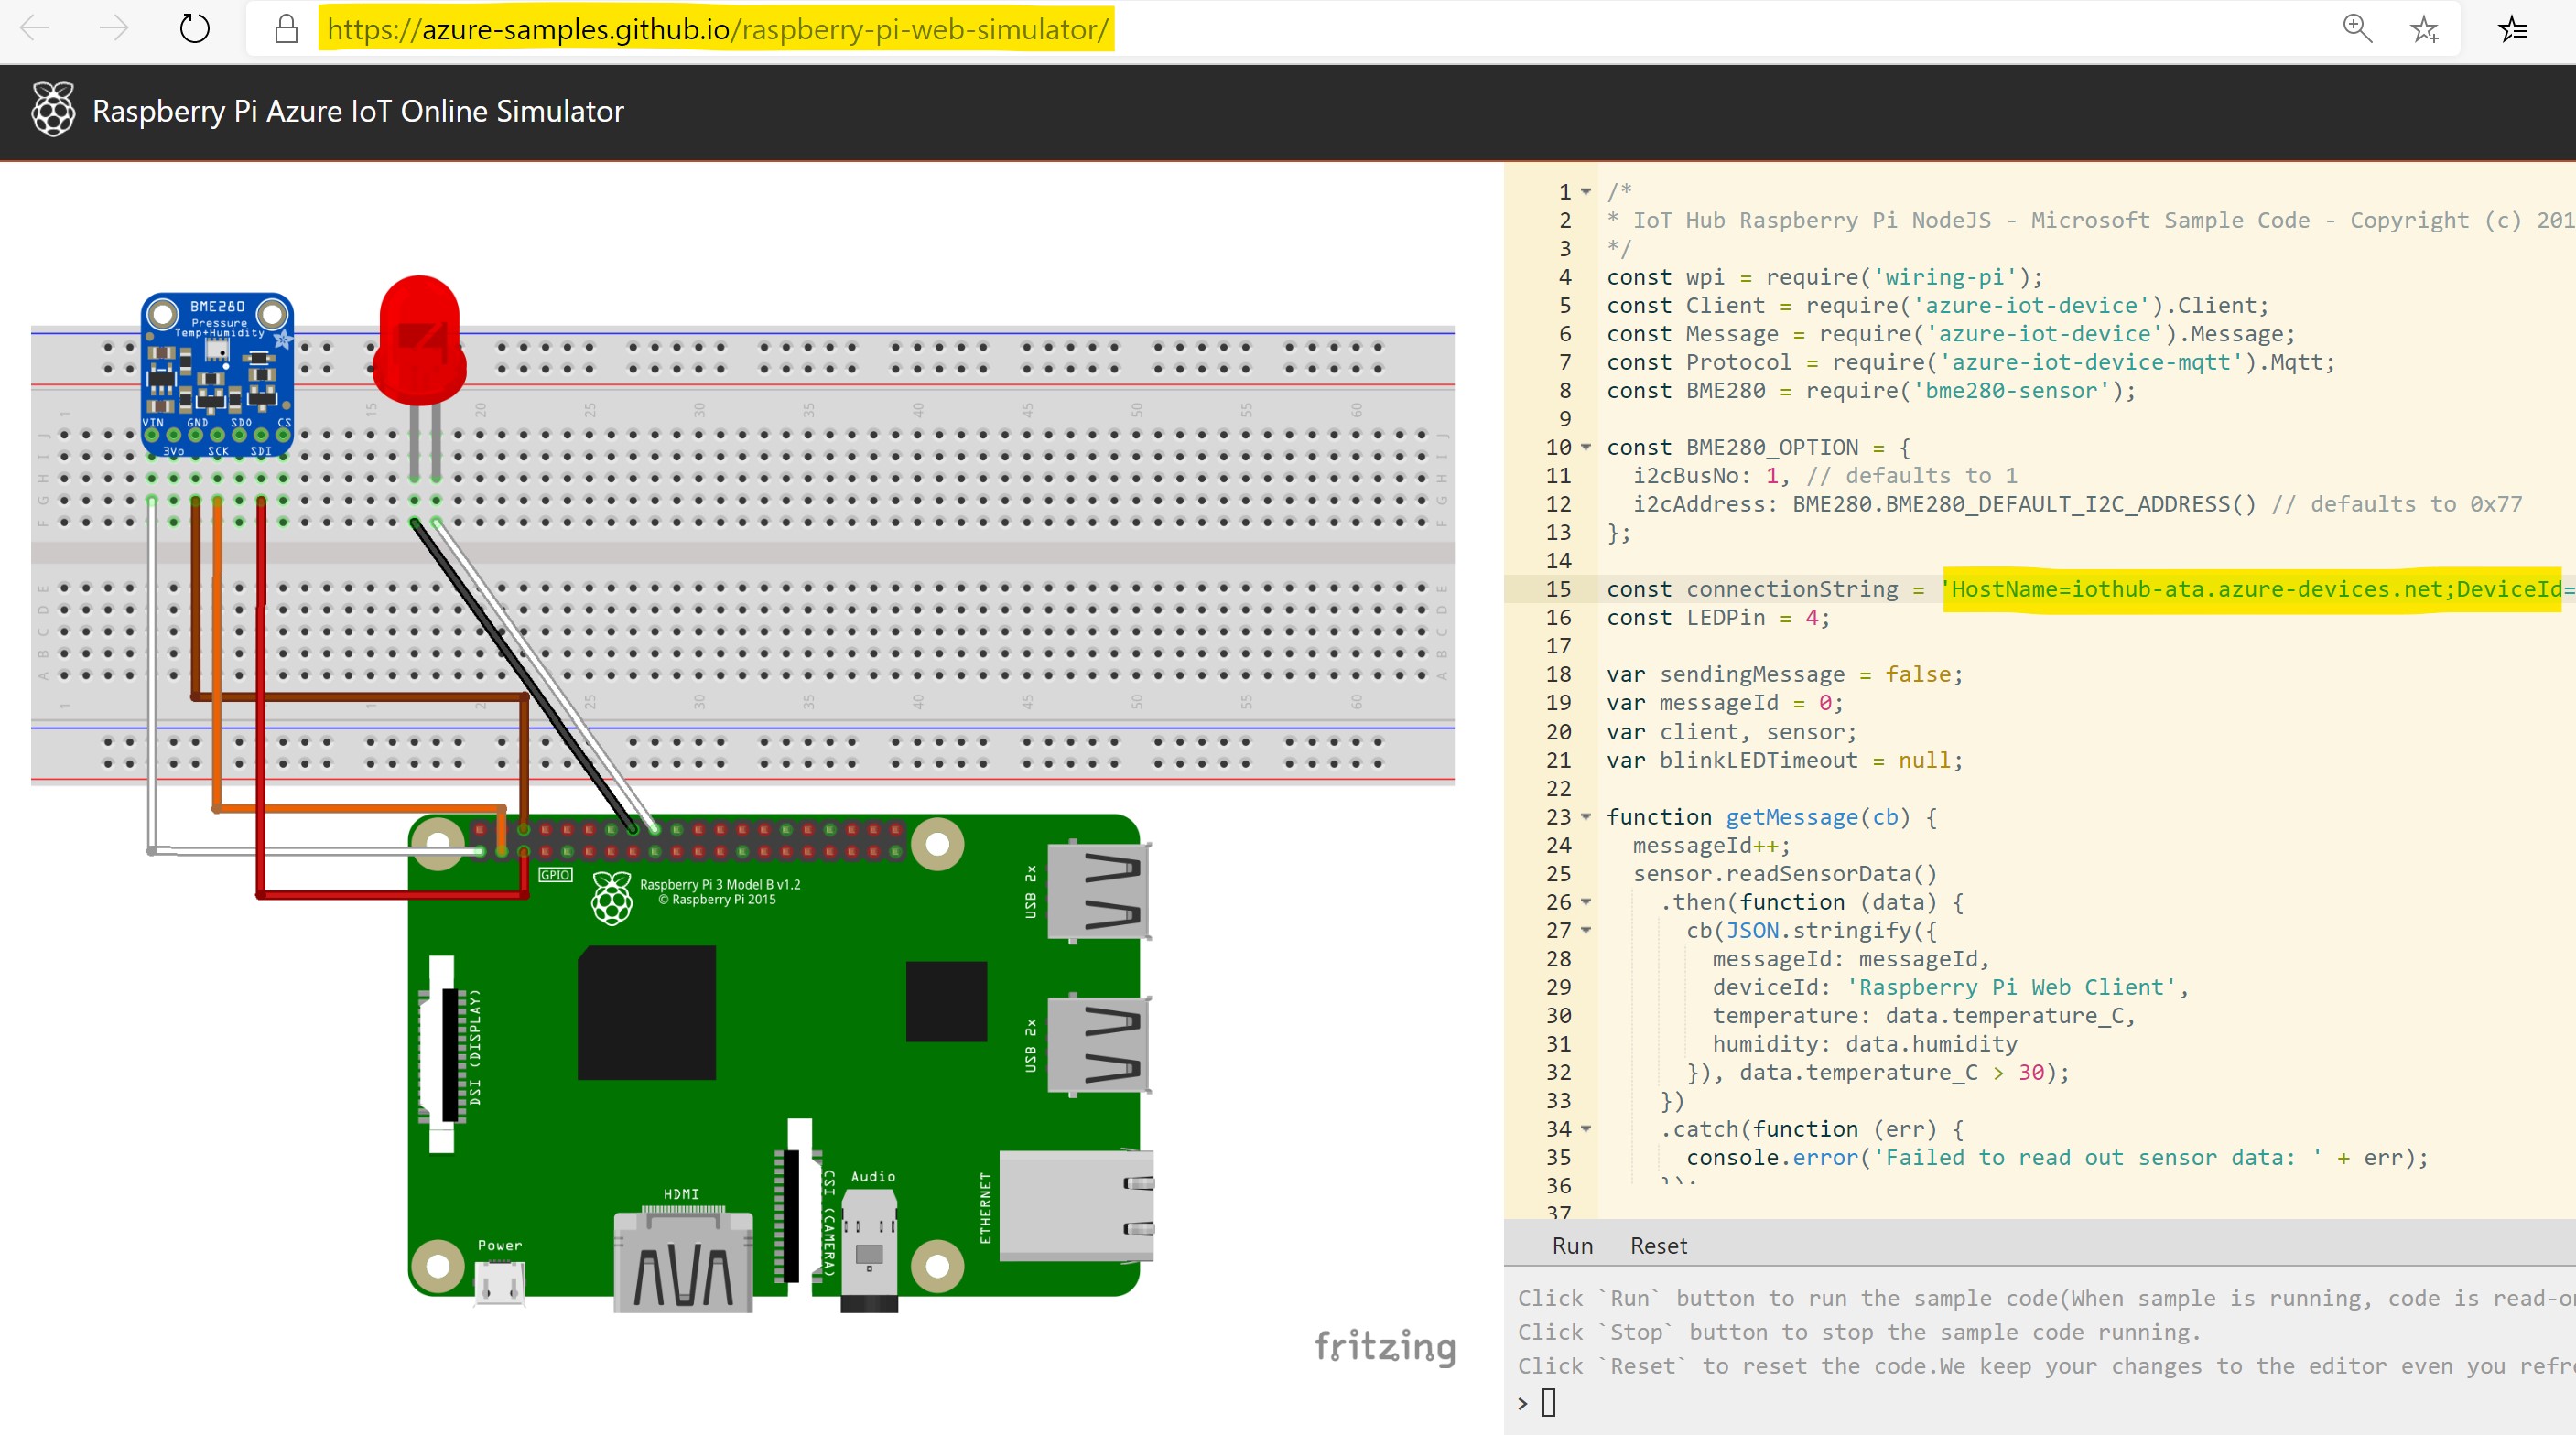 https://azure-samples.github.io/raspberry-pi-web-simulator/
Raspberry Pi Azure IoT Online Simulator
BME280
Pressure
Temp+Humidity
VIN GND SDO CS
3Vo SCK SDI
1 15 20 25 30 35 40 45 50 55 60
J
I
H
G
F
E
D
C
B
A
1 20 25 30 35 40 45 50 55 60
GPIO
Raspberry Pi 3 Model B v1.2
© Raspberry Pi 2015
USB 2x
USB 2x
DSI (DISPLAY)
CSI (CAMERA)
Audio
HDMI
Power
ETHERNET
fritzing
1 /*
2 * IoT Hub Raspberry Pi NodeJS - Microsoft Sample Code - Copyright (c) 201
3 */
4 const wpi = require('wiring-pi');
5 const Client = require('azure-iot-device').Client;
6 const Message = require('azure-iot-device').Message;
7 const Protocol = require('azure-iot-device-mqtt').Mqtt;
8 const BME280 = require('bme280-sensor');
9
10 const BME280_OPTION = {
11 i2cBusNo: 1, // defaults to 1
12 i2cAddress: BME280.BME280_DEFAULT_I2C_ADDRESS() // defaults to 0x77
13 };
14
15 const connectionString = 'HostName=iothub-ata.azure-devices.net;DeviceId=
16 const LEDPin = 4;
17
18 var sendingMessage = false;
19 var messageId = 0;
20 var client, sensor;
21 var blinkLEDTimeout = null;
22
23 function getMessage(cb) {
24 messageId++;
25 sensor.readSensorData()
26 .then(function (data) {
27 cb(JSON.stringify({
28 messageId: messageId,
29 deviceId: 'Raspberry Pi Web Client',
30 temperature: data.temperature_C,
31 humidity: data.humidity
32 }), data.temperature_C > 30);
33 })
34 .catch(function (err) {
35 console.error('Failed to read out sensor data: ' + err);
36 });
37
Run Reset
Click `Run` button to run the sample code(When sample is running, code is read-o
Click `Stop` button to stop the sample code running.
Click `Reset` to reset the code.We keep your changes to the editor even you refr
>